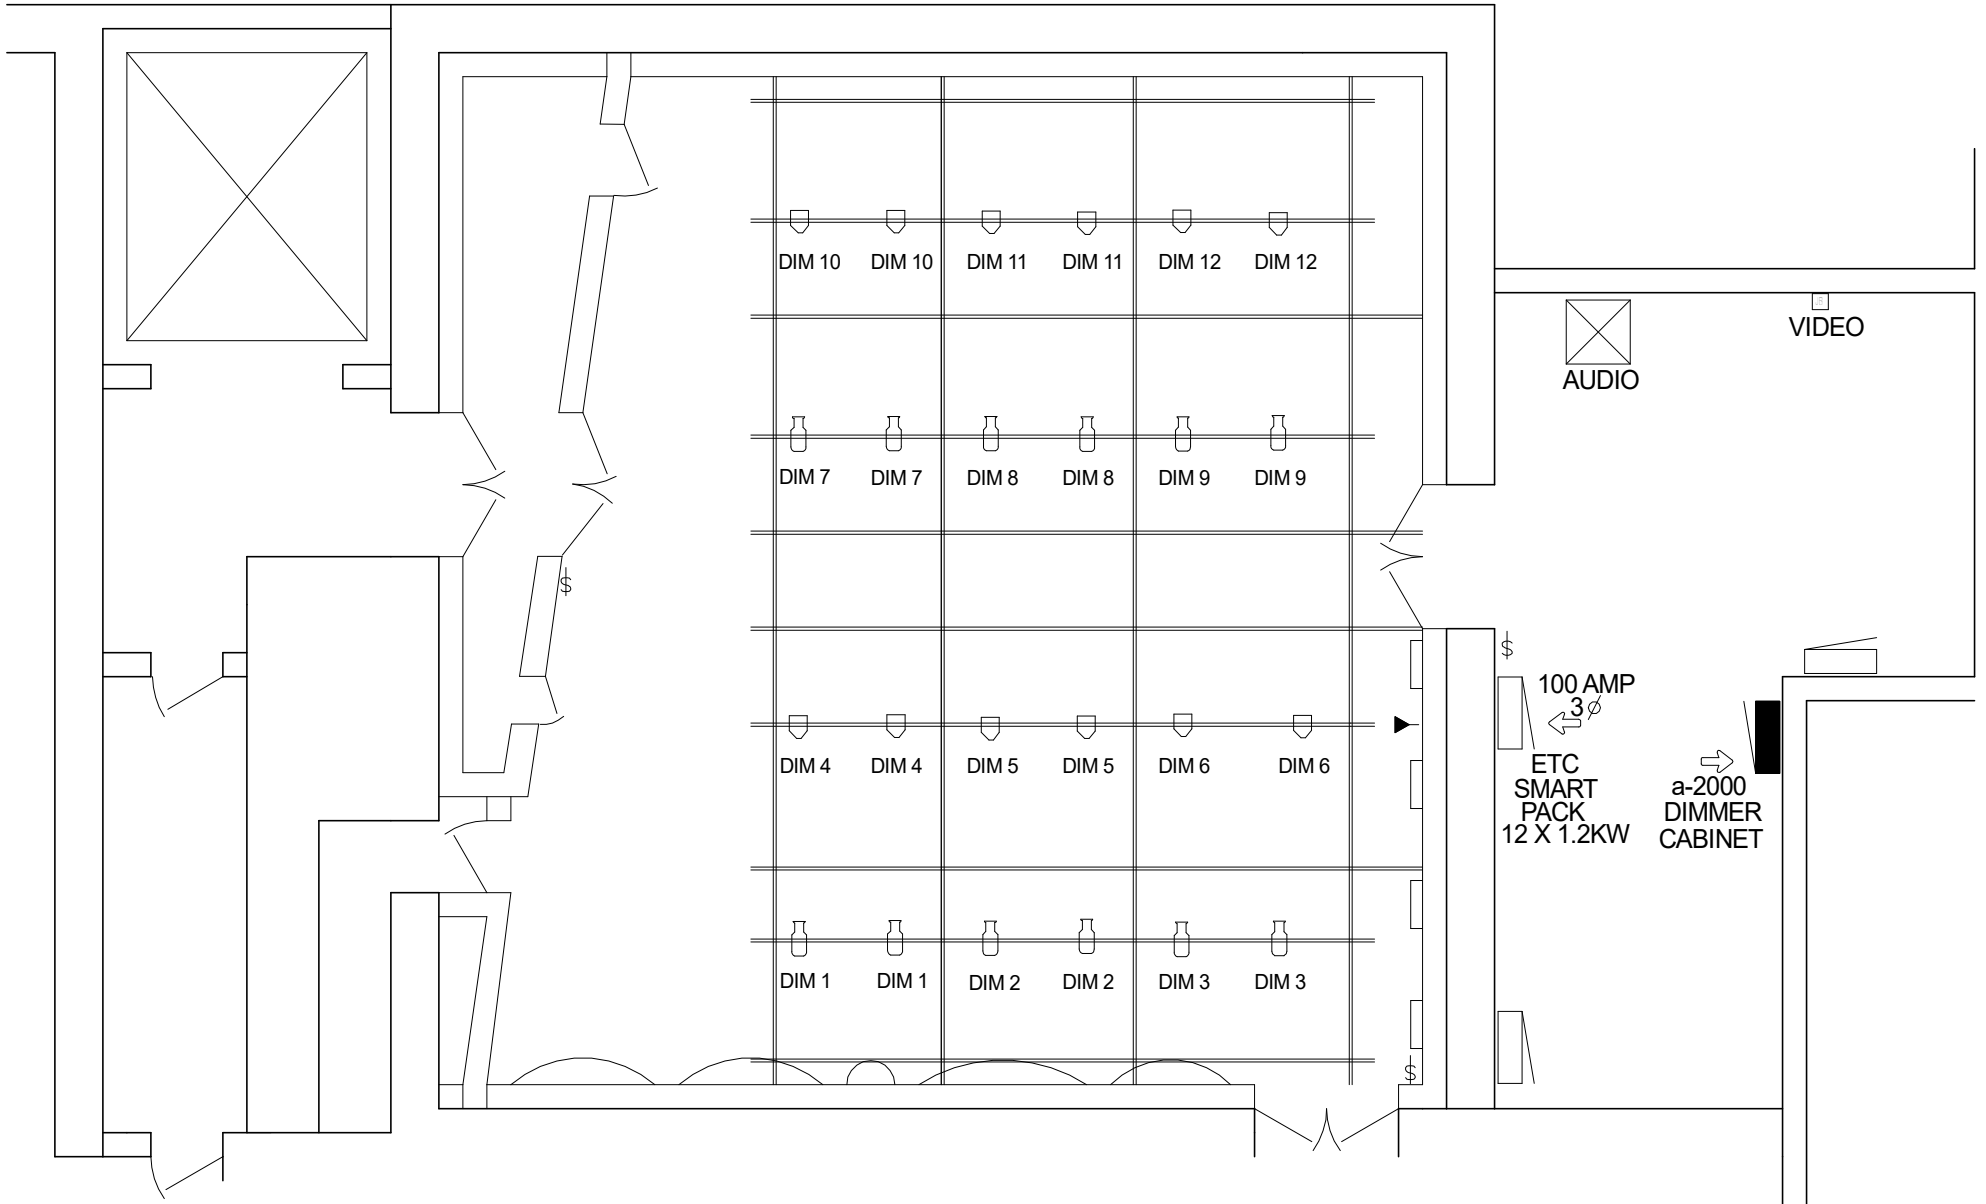 DIM 10 DIM 10 DIM 11 DIM 11 DIM 12 DIM 12
VIDEO
AUDIO
DIM 7 DIM 7 DIM 8 DIM 8 DIM 9 DIM 9
$
$
100 AMP
3ø
DIM 4 DIM 4 DIM 5 DIM 5 DIM 6 DIM 6
ETC
SMART
PACK
12 X 1.2KW
a-2000
DIMMER
CABINET
DIM 1 DIM 1 DIM 2 DIM 2 DIM 3 DIM 3
$